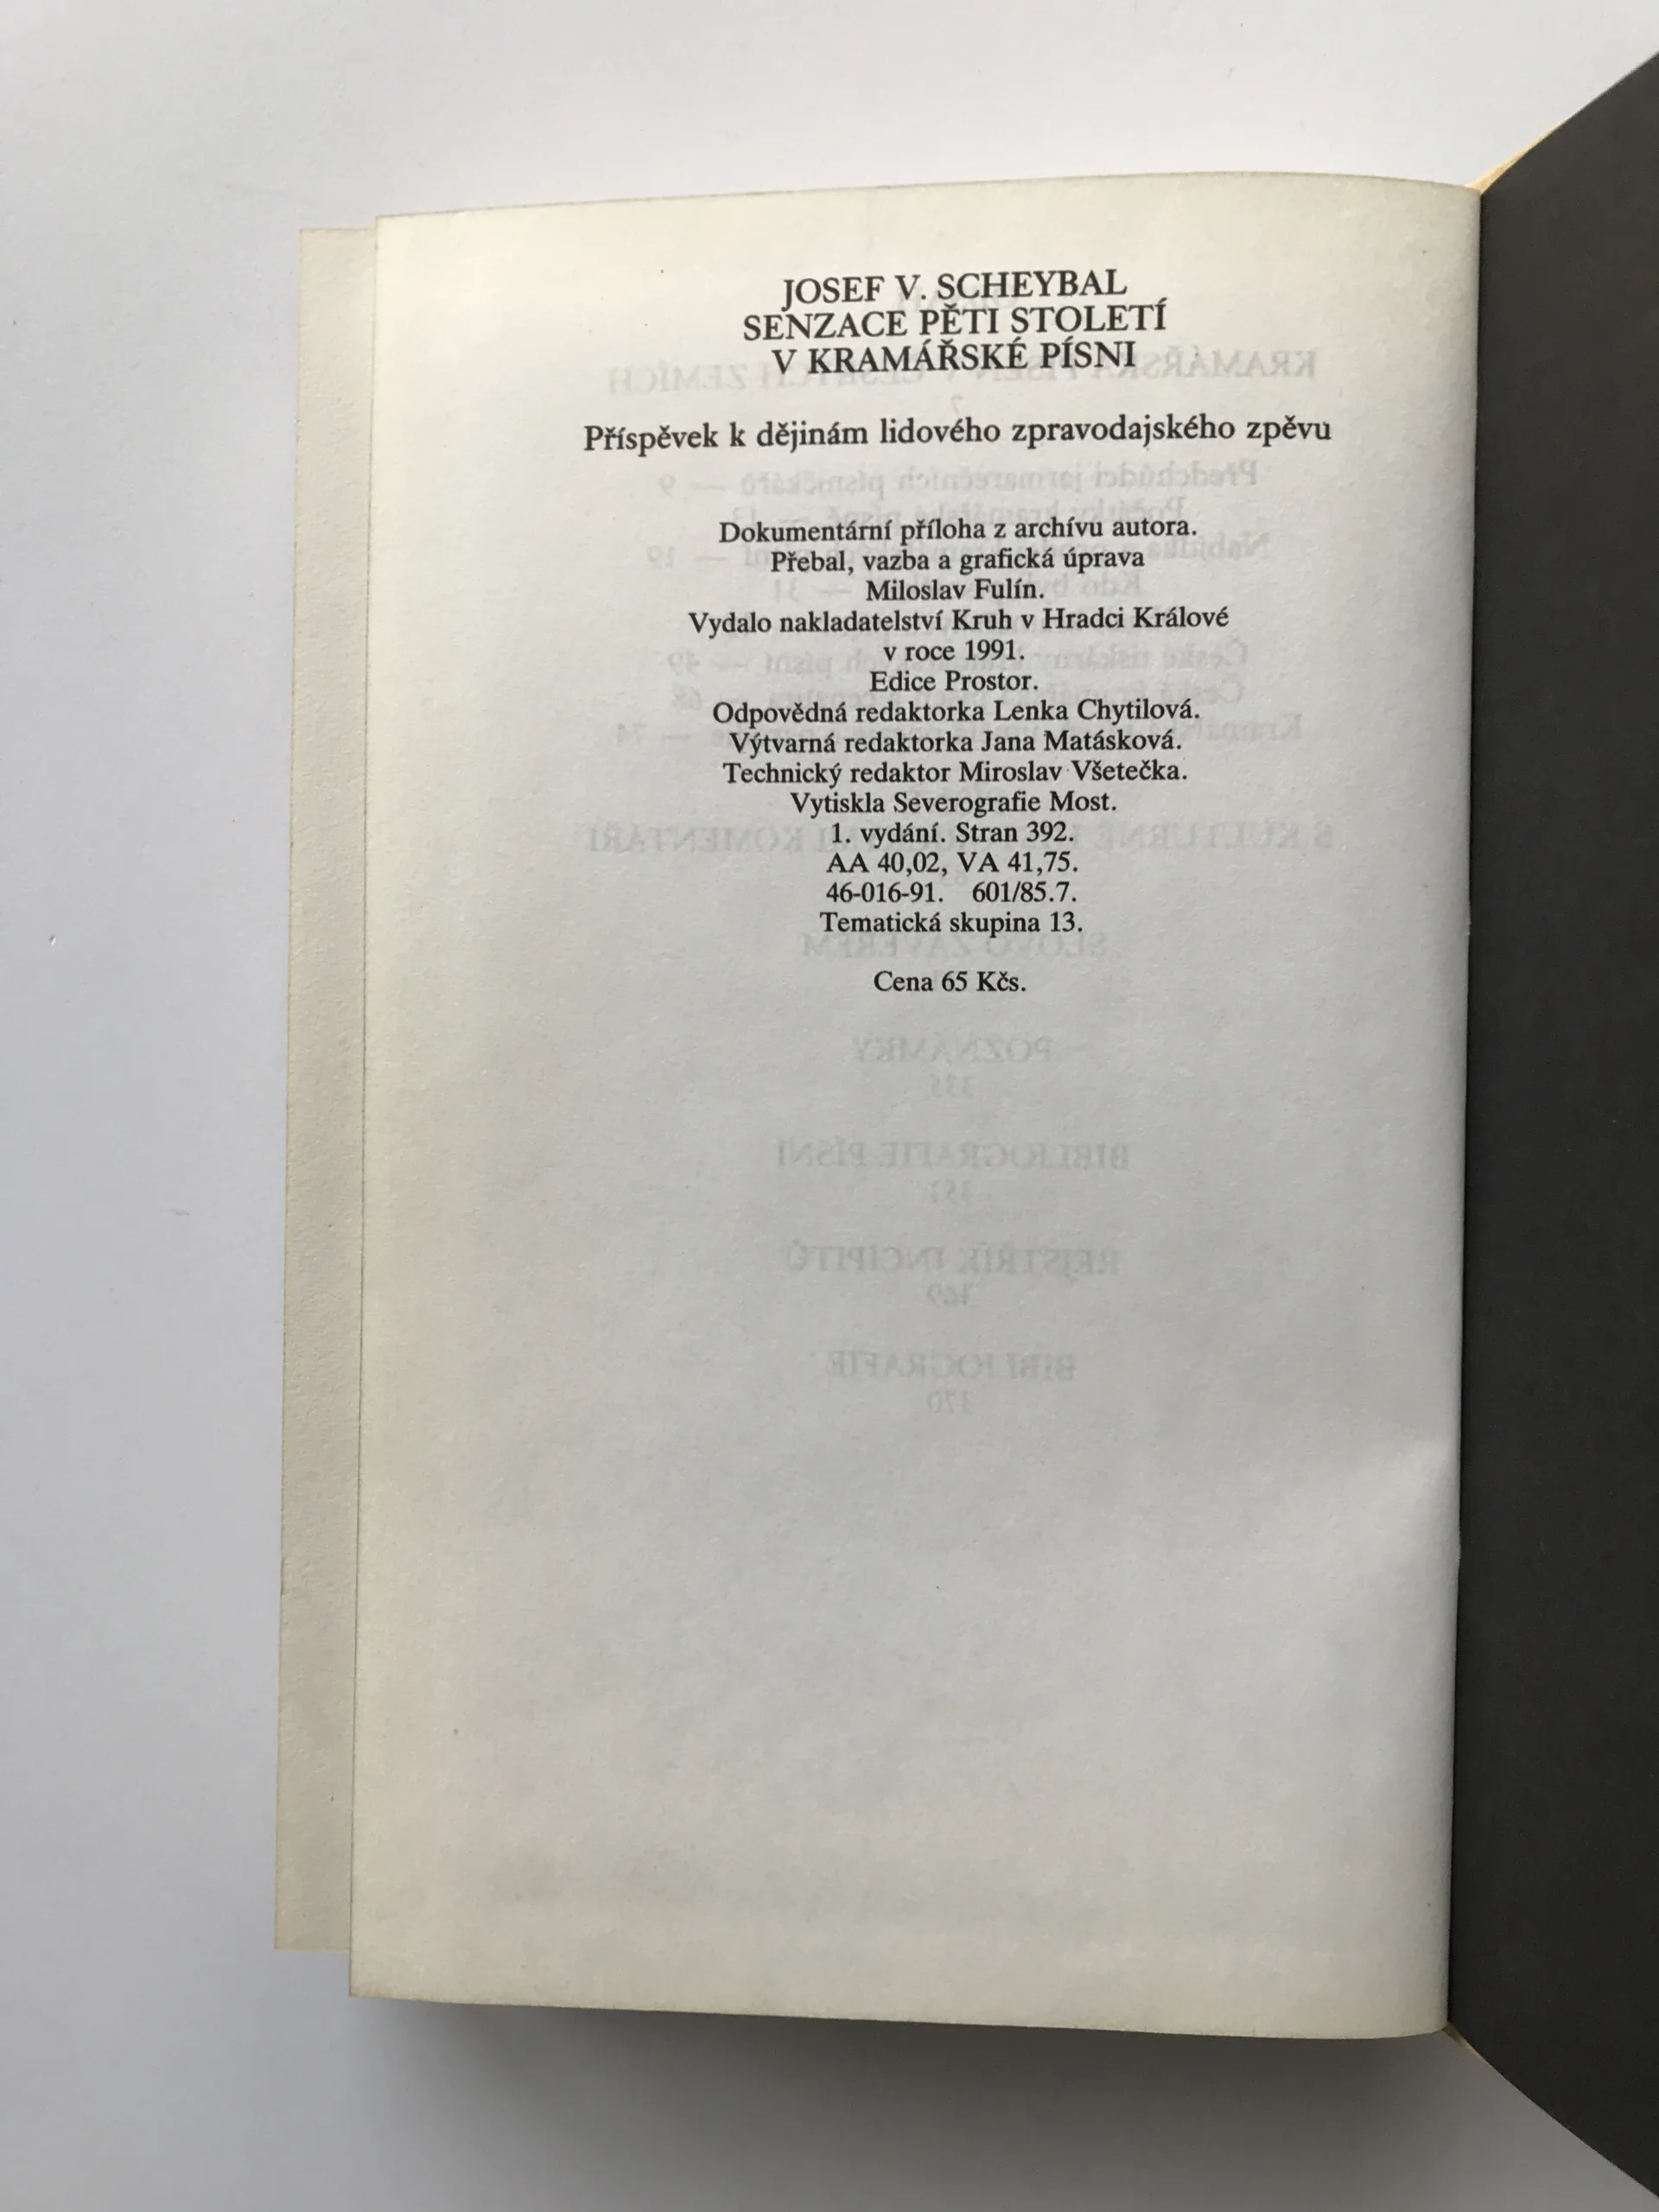 JOSEF V. SCHEYBAL
SENZACE PĚTI STOLETÍ
V KRAMÁŘSKÉ PÍSNI
Příspěvek k dějinám lidového zpravodajského zpěvu
Dokumentární příloha z archívu autora.
Přebal, vazba a grafická úprava
Miloslav Fulín.
Vydalo nakladatelství Kruh v Hradci Králové
v roce 1991.
Edice Prostor.
Odpovědná redaktorka Lenka Chytilová.
Výtvarná redaktorka Jana Matásková.
Technický redaktor Miroslav Všetečka.
Vytiskla Severografie Most.
1. vydání. Stran 392.
AA 40,02, VA 41,75.
46-016-91. 601/85.7.
Tematická skupina 13.
Cena 65 Kčs.